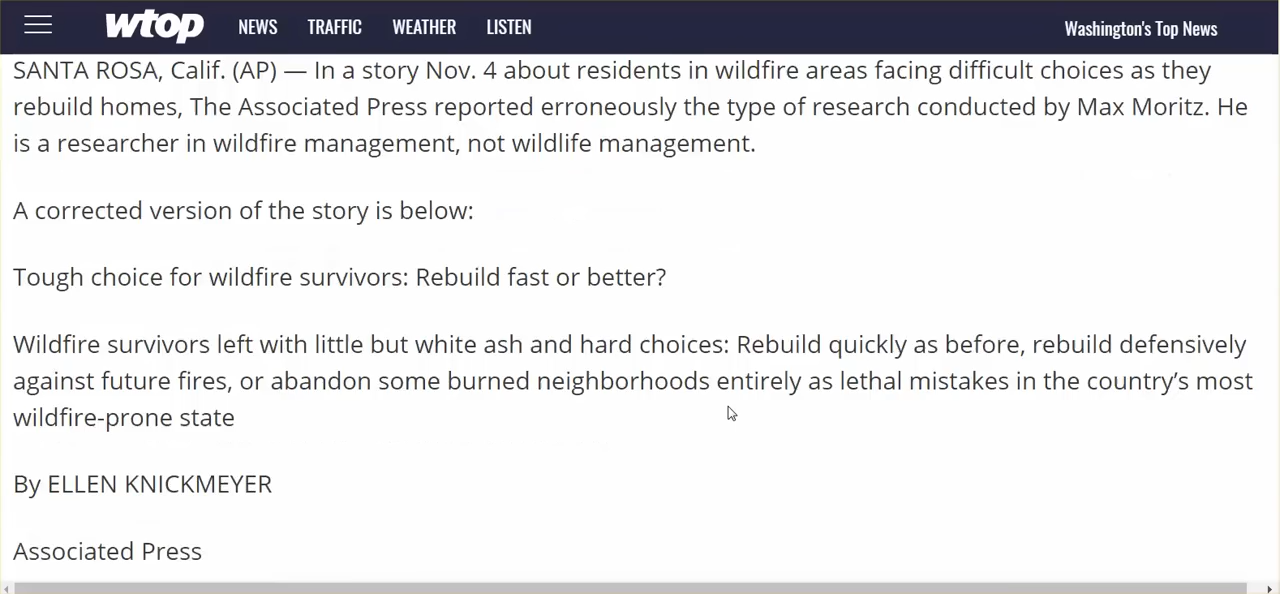 wtop NEWS TRAFFIC WEATHER LISTEN Washington's Top News
SANTA ROSA, Calif. (AP) — In a story Nov. 4 about residents in wildfire areas facing difficult choices as they
rebuild homes, The Associated Press reported erroneously the type of research conducted by Max Moritz. He
is a researcher in wildfire management, not wildlife management.
A corrected version of the story is below:
Tough choice for wildfire survivors: Rebuild fast or better?
Wildfire survivors left with little but white ash and hard choices: Rebuild quickly as before, rebuild defensively
against future fires, or abandon some burned neighborhoods entirely as lethal mistakes in the country’s most
wildfire-prone state
By ELLEN KNICKMEYER
Associated Press